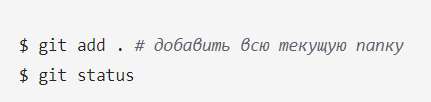 $ git add . # добавить всю текущую папку
$ git status